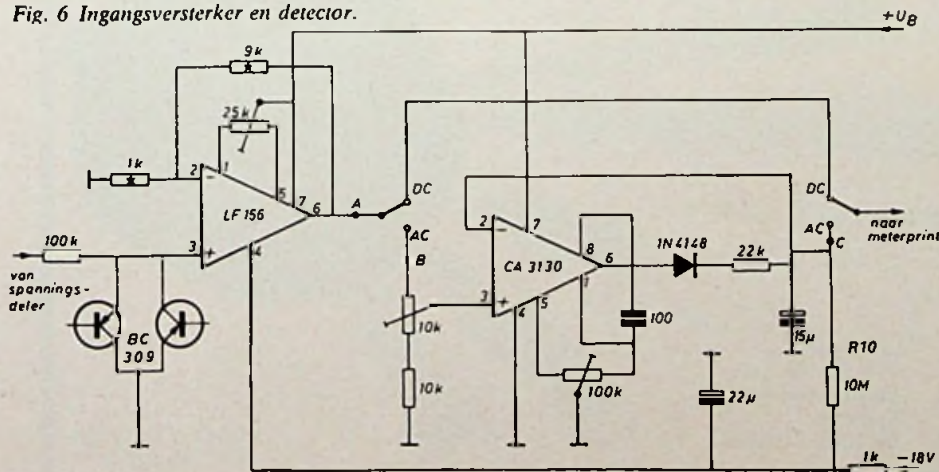 Fig. 6 Ingangsversterker en detector.
+UB
9k
25k
1k
2
1
5
7
6
A
LF 156
3
4
DC
AC
B
100k
van
spannings-
deler
BC
309
10k
10k
2
7
8
6
CA 3130
3
4
5
1
100
100k
1N4148
22k
DC
AC
C
naar
meterprint
15µ
22µ
R10
10M
1k
-18V